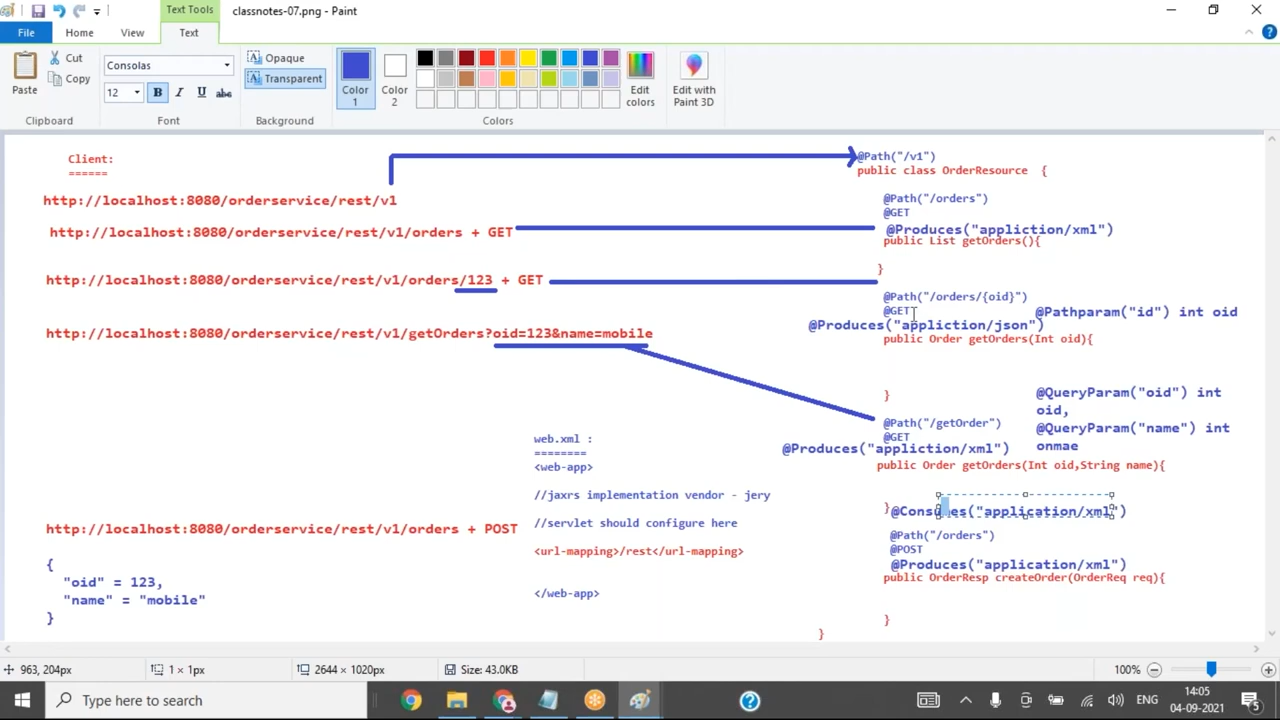 Text Tools
classnotes-07.png - Paint
File
Home
View
Text
Paste
Cut
Copy
Clipboard
Consolas
12
B
I
U
abc
Font
Opaque
Transparent
Background
Color
1
Color
2
Edit
colors
Colors
Edit with
Paint 3D
Client:
======
http://localhost:8080/orderservice/rest/v1
http://localhost:8080/orderservice/rest/v1/orders + GET
http://localhost:8080/orderservice/rest/v1/orders/123 + GET
http://localhost:8080/orderservice/rest/v1/getOrders?oid=123&name=mobile
http://localhost:8080/orderservice/rest/v1/orders + POST
{
"oid" = 123,
"name" = "mobile"
}
web.xml :
========
<web-app>
//jaxrs implementation vendor - jery
//servlet should configure here
<url-mapping>/rest</url-mapping>
</web-app>
@Path("/v1")
public class OrderResource {
@Path("/orders")
@GET
@Produces("appliction/xml")
public List getOrders(){
}
@Path("/orders/{oid}")
@GET
@Pathparam("id") int oid
@Produces("appliction/json")
public Order getOrders(Int oid){
}
@QueryParam("oid") int
oid,
@QueryParam("name") int
onmae
@Path("/getOrder")
@GET
@Produces("appliction/xml")
public Order getOrders(Int oid,String name){
}
@Consumes("application/xml")
@Path("/orders")
@POST
@Produces("application/xml")
public OrderResp createOrder(OrderReq req){
}
}
963, 204px
1 × 1px
2644 × 1020px
Size: 43.0KB
100%
Type here to search
ENG
14:05
04-09-2021
5